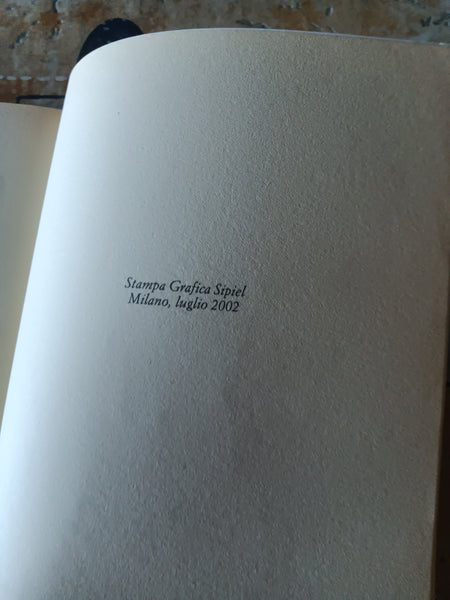 Stampa Grafica Sipiel
Milano, luglio 2002